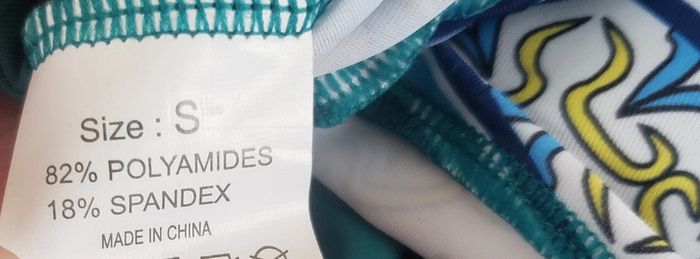 Size : S
82% POLYAMIDES
18% SPANDEX
MADE IN CHINA